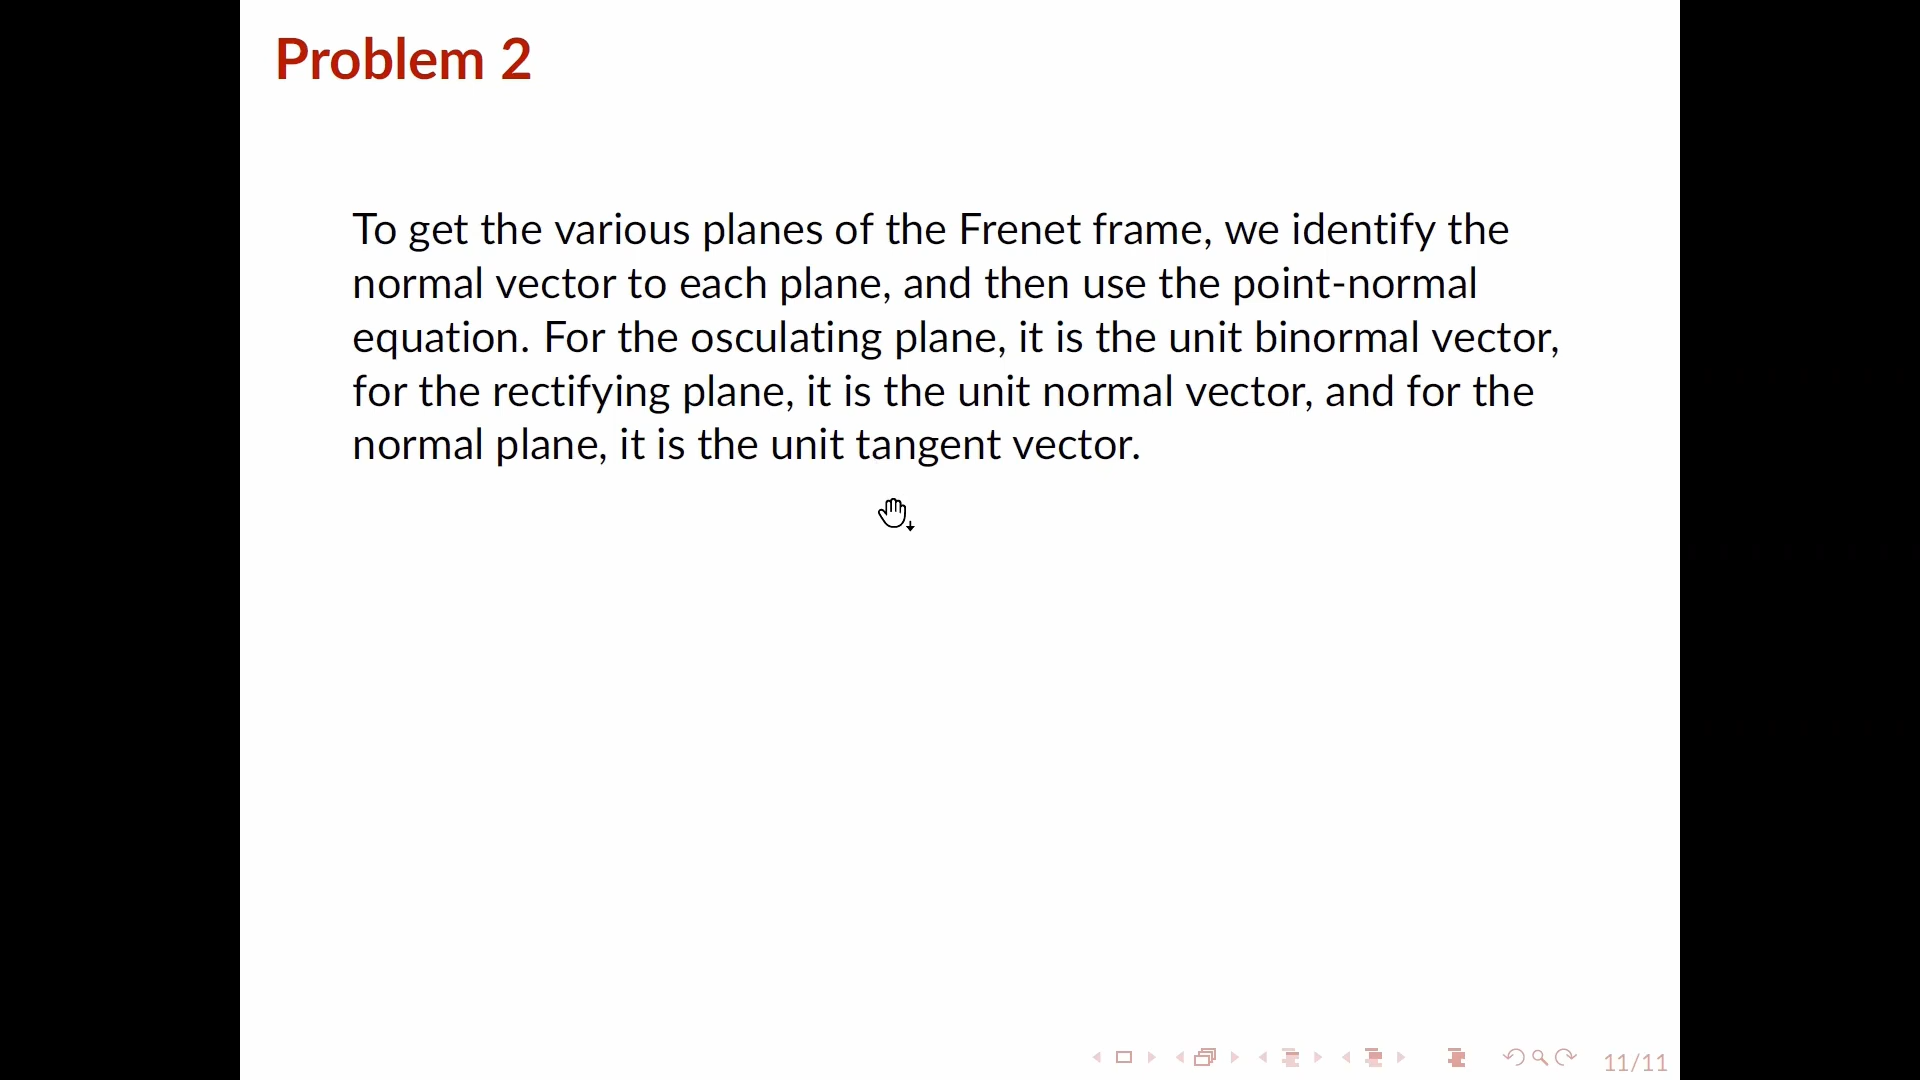 Problem 2
To get the various planes of the Frenet frame, we identify the
normal vector to each plane, and then use the point-normal
equation. For the osculating plane, it is the unit binormal vector,
for the rectifying plane, it is the unit normal vector, and for the
normal plane, it is the unit tangent vector.
11/11